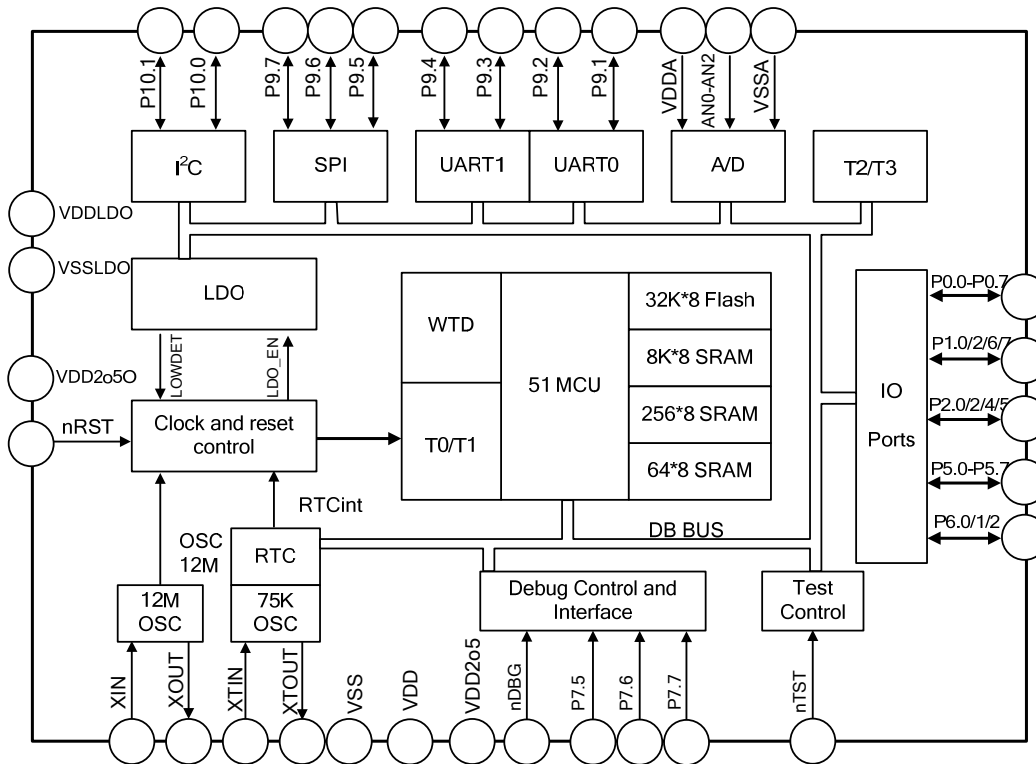 P10.1
P10.0
P9.7
P9.6
P9.5
P9.4
P9.3
P9.2
P9.1
VDDA
AN0-AN2
VSSA
I²C
SPI
UART1
UART0
A/D
T2/T3
VDDLDO
VSSLDO
VDD2o5O
nRST
LDO
LOWDET
LDO_EN
Clock and reset
control
WTD
T0/T1
51 MCU
32K*8 Flash
8K*8 SRAM
256*8 SRAM
64*8 SRAM
IO
Ports
P0.0-P0.7
P1.0/2/6/7
P2.0/2/4/5
P5.0-P5.7
P6.0/1/2
RTCint
OSC
12M
RTC
75K
OSC
12M
OSC
DB BUS
Debug Control and
Interface
Test
Control
XIN
XOUT
XTIN
XTOUT
VSS
VDD
VDD2o5
nDBG
P7.5
P7.6
P7.7
nTST